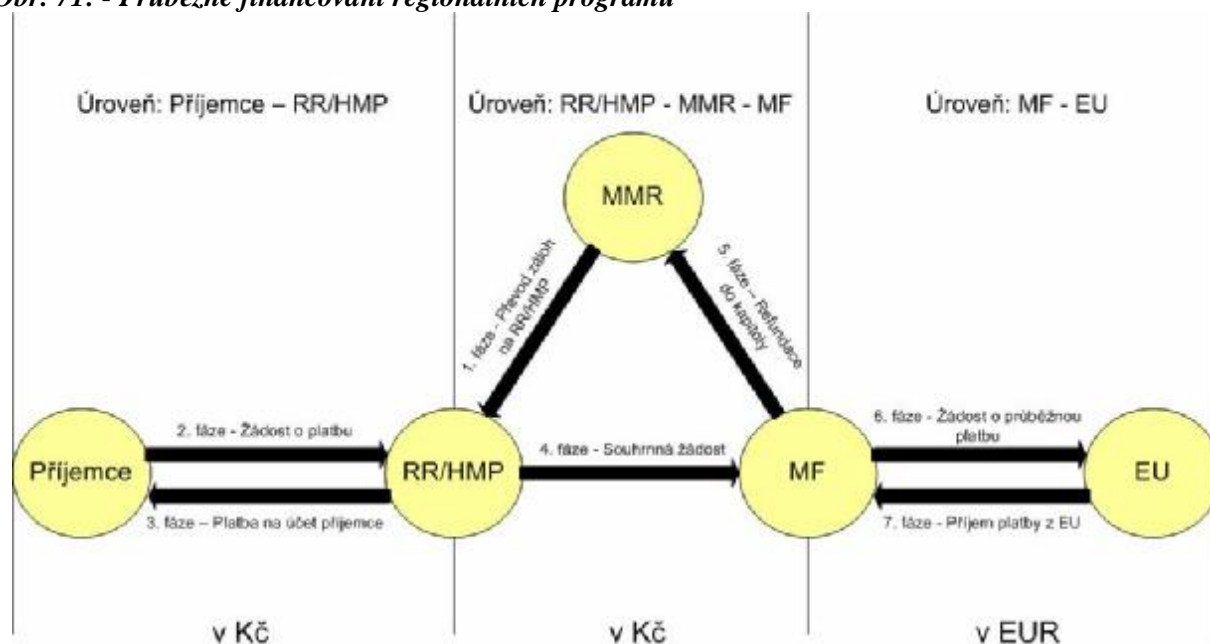 Obr. 71: - Průběžné financování regionálních programů
Úroveň: Příjemce – RR/HMP
Úroveň: RR/HMP - MMR - MF
Úroveň: MF - EU
MMR
1. fáze - Převod záloh
na RR/HMP
5. fáze – Refundace
do kapitoly
2. fáze - Žádost o platbu
Příjemce
RR/HMP
3. fáze – Platba na účet příjemce
4. fáze - Souhrnná žádost
MF
6. fáze - Žádost o průběžnou
platbu
EU
7. fáze - Příjem platby z EU
v Kč
v Kč
v EUR